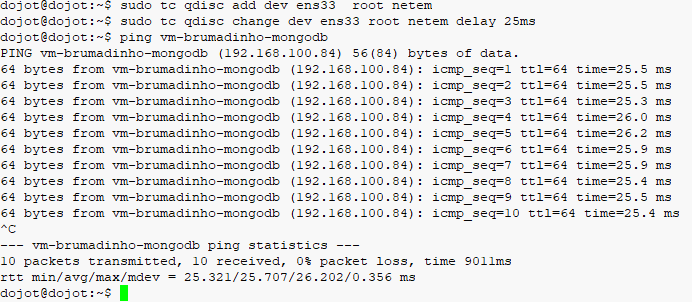 dojot@dojot:~$ sudo tc qdisc add dev ens33  root netem
dojot@dojot:~$ sudo tc qdisc change dev ens33 root netem delay 25ms
dojot@dojot:~$ ping vm-brumadinho-mongodb
PING vm-brumadinho-mongodb (192.168.100.84) 56(84) bytes of data.
64 bytes from vm-brumadinho-mongodb (192.168.100.84): icmp_seq=1 ttl=64 time=25.5 ms
64 bytes from vm-brumadinho-mongodb (192.168.100.84): icmp_seq=2 ttl=64 time=25.5 ms
64 bytes from vm-brumadinho-mongodb (192.168.100.84): icmp_seq=3 ttl=64 time=25.3 ms
64 bytes from vm-brumadinho-mongodb (192.168.100.84): icmp_seq=4 ttl=64 time=26.0 ms
64 bytes from vm-brumadinho-mongodb (192.168.100.84): icmp_seq=5 ttl=64 time=26.2 ms
64 bytes from vm-brumadinho-mongodb (192.168.100.84): icmp_seq=6 ttl=64 time=25.9 ms
64 bytes from vm-brumadinho-mongodb (192.168.100.84): icmp_seq=7 ttl=64 time=25.9 ms
64 bytes from vm-brumadinho-mongodb (192.168.100.84): icmp_seq=8 ttl=64 time=25.4 ms
64 bytes from vm-brumadinho-mongodb (192.168.100.84): icmp_seq=9 ttl=64 time=25.5 ms
64 bytes from vm-brumadinho-mongodb (192.168.100.84): icmp_seq=10 ttl=64 time=25.4 ms
^C
--- vm-brumadinho-mongodb ping statistics ---
10 packets transmitted, 10 received, 0% packet loss, time 9011ms
rtt min/avg/max/mdev = 25.321/25.707/26.202/0.356 ms
dojot@dojot:~$